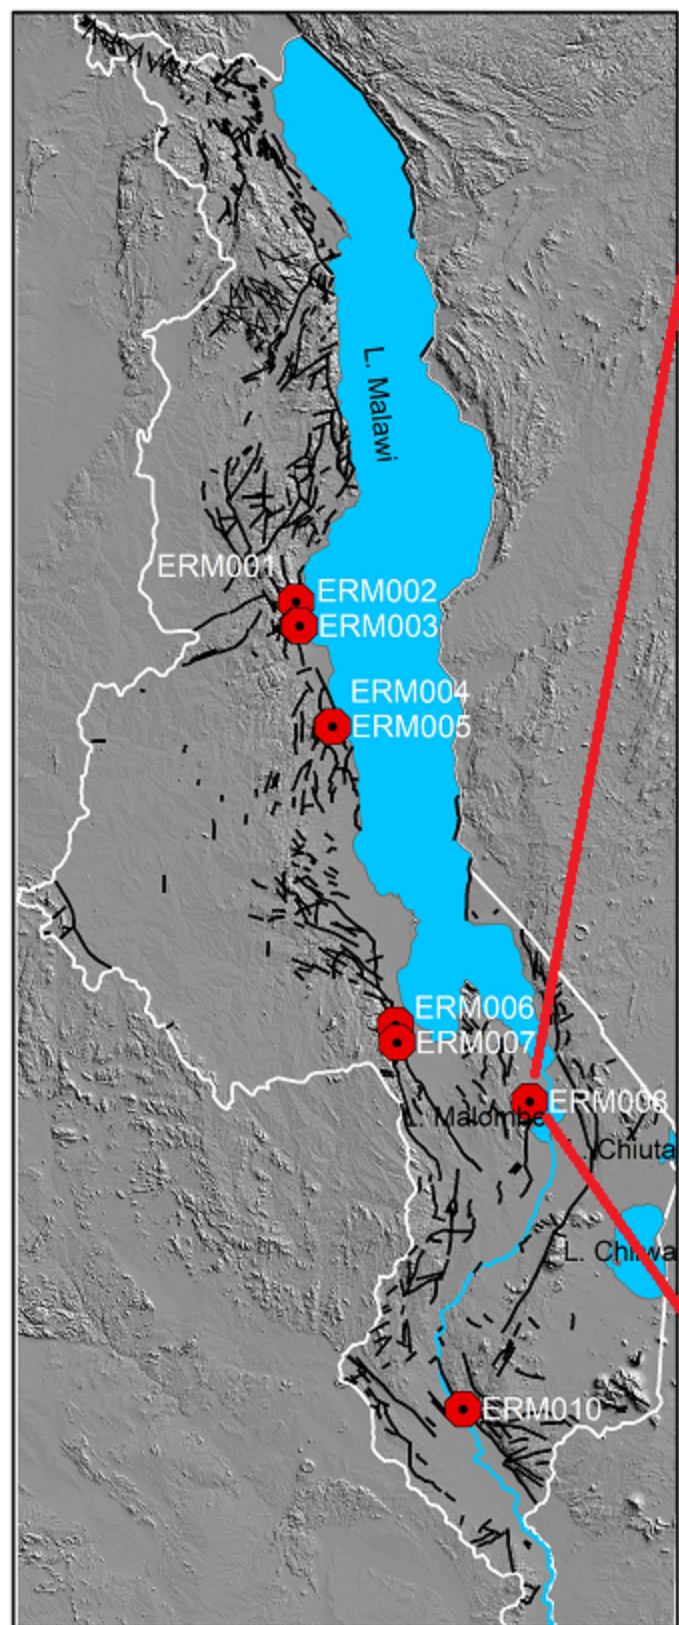 L. Malawi
ERM001
ERM002
ERM003
ERM004
ERM005
ERM006
ERM007
ERM008
L. Malombe
L. Chiuta
L. Chilwa
ERM010